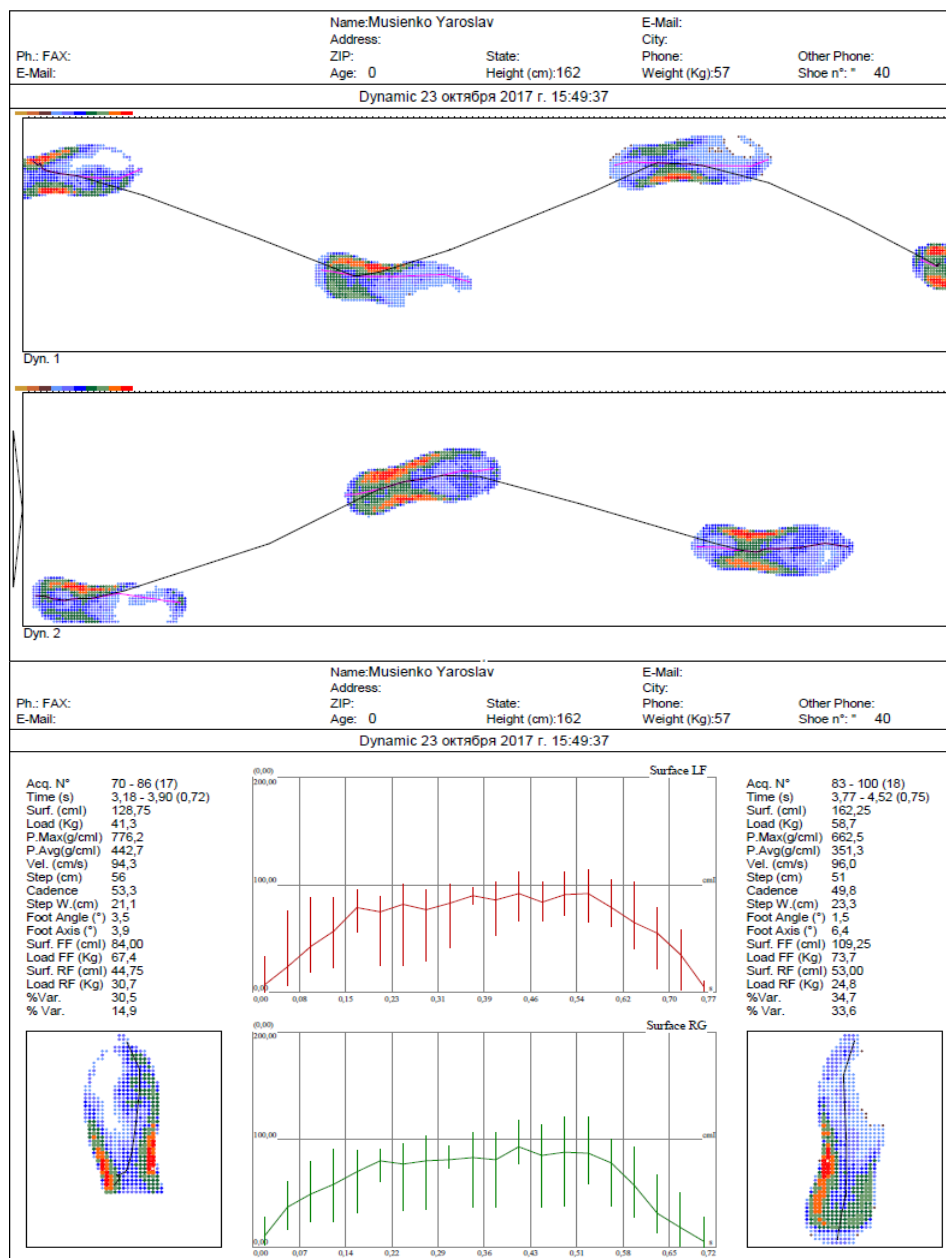 Name:Musienko Yaroslav E-Mail:
Address: City:
Ph.: FAX: ZIP: State: Phone: Other Phone:
E-Mail: Age: 0 Height (cm):162 Weight (Kg):57 Shoe n°: " 40
Dynamic 23 октября 2017 г. 15:49:37
Dyn. 1
Dyn. 2
Name:Musienko Yaroslav E-Mail:
Address: City:
Ph.: FAX: ZIP: State: Phone: Other Phone:
E-Mail: Age: 0 Height (cm):162 Weight (Kg):57 Shoe n°: " 40
Dynamic 23 октября 2017 г. 15:49:37
Acq. N° 70 - 86 (17)
Time (s) 3,18 - 3,90 (0,72)
Surf. (cml) 128,75
Load (Kg) 41,3
P.Max(g/cml) 776,2
P.Avg(g/cml) 442,7
Vel. (cm/s) 94,3
Step (cm) 56
Cadence 53,3
Step W.(cm) 21,1
Foot Angle (°) 3,5
Foot Axis (°) 3,9
Surf. FF (cml) 84,00
Load FF (Kg) 67,4
Surf. RF (cml) 44,75
Load RF (Kg) 30,7
%Var. 30,5
% Var. 14,9
(0,00) Surface LF
200,00
100,00 cml
0,00 s
0,00 0,08 0,15 0,23 0,31 0,39 0,46 0,54 0,62 0,70 0,77
(0,00) Surface RG
200,00
100,00 cml
0,00 s
0,00 0,07 0,14 0,22 0,29 0,36 0,43 0,51 0,58 0,65 0,72
Acq. N° 83 - 100 (18)
Time (s) 3,77 - 4,52 (0,75)
Surf. (cml) 162,25
Load (Kg) 58,7
P.Max(g/cml) 662,5
P.Avg(g/cml) 351,3
Vel. (cm/s) 96,0
Step (cm) 51
Cadence 49,8
Step W.(cm) 23,3
Foot Angle (°) 1,5
Foot Axis (°) 6,4
Surf. FF (cml) 109,25
Load FF (Kg) 73,7
Surf. RF (cml) 53,00
Load RF (Kg) 24,8
%Var. 34,7
% Var. 33,6